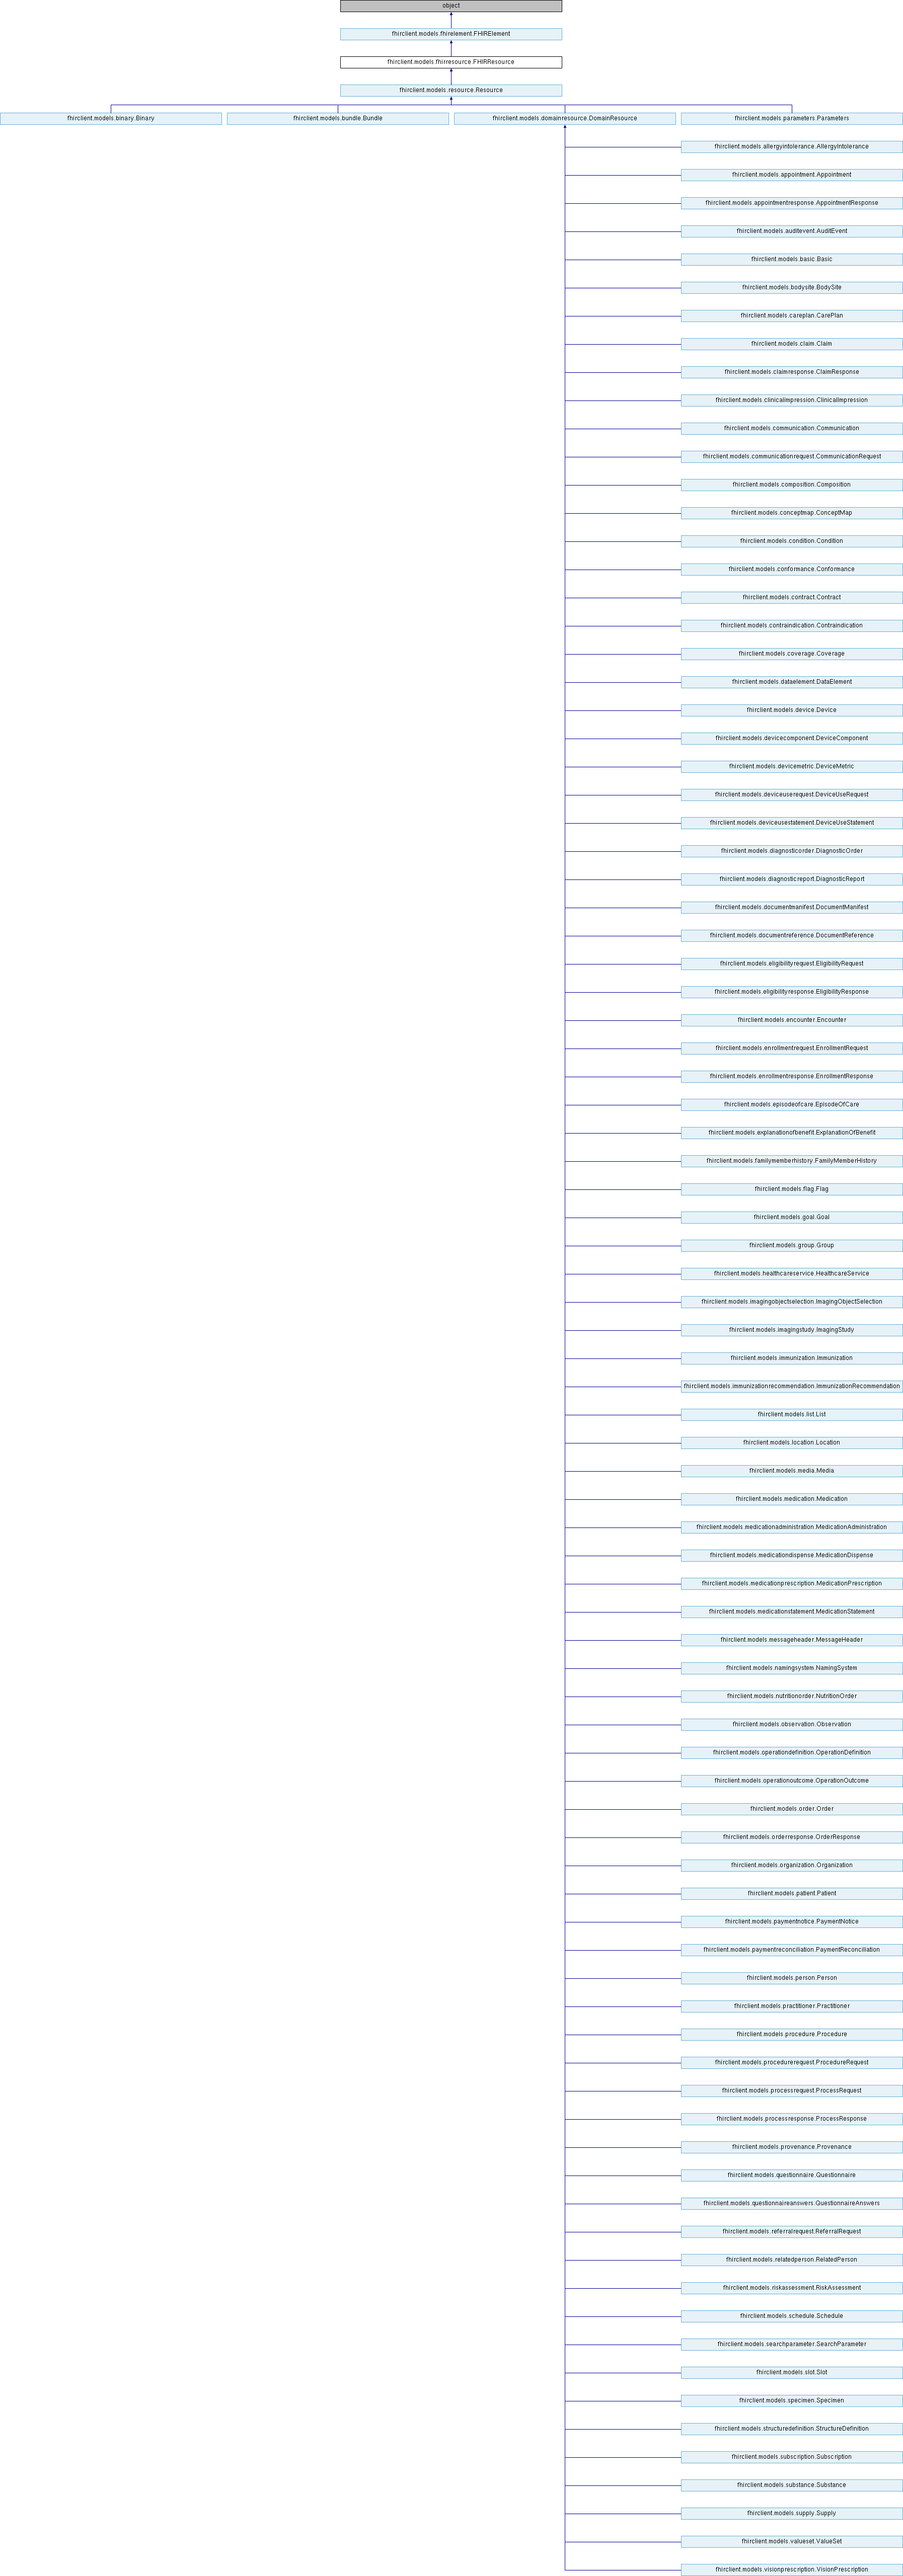 object
fhirclient.models.fhirelement.FHIRElement
fhirclient.models.fhirresource.FHIRResource
fhirclient.models.resource.Resource
fhirclient.models.binary.Binary
fhirclient.models.bundle.Bundle
fhirclient.models.domainresource.DomainResource
fhirclient.models.parameters.Parameters
fhirclient.models.allergyintolerance.AllergyIntolerance
fhirclient.models.appointment.Appointment
fhirclient.models.appointmentresponse.AppointmentResponse
fhirclient.models.auditevent.AuditEvent
fhirclient.models.basic.Basic
fhirclient.models.bodysite.BodySite
fhirclient.models.careplan.CarePlan
fhirclient.models.claim.Claim
fhirclient.models.claimresponse.ClaimResponse
fhirclient.models.clinicalimpression.ClinicalImpression
fhirclient.models.communication.Communication
fhirclient.models.communicationrequest.CommunicationRequest
fhirclient.models.composition.Composition
fhirclient.models.conceptmap.ConceptMap
fhirclient.models.condition.Condition
fhirclient.models.conformance.Conformance
fhirclient.models.contract.Contract
fhirclient.models.contraindication.Contraindication
fhirclient.models.coverage.Coverage
fhirclient.models.dataelement.DataElement
fhirclient.models.device.Device
fhirclient.models.devicecomponent.DeviceComponent
fhirclient.models.devicemetric.DeviceMetric
fhirclient.models.deviceuserequest.DeviceUseRequest
fhirclient.models.deviceusestatement.DeviceUseStatement
fhirclient.models.diagnosticorder.DiagnosticOrder
fhirclient.models.diagnosticreport.DiagnosticReport
fhirclient.models.documentmanifest.DocumentManifest
fhirclient.models.documentreference.DocumentReference
fhirclient.models.eligibilityrequest.EligibilityRequest
fhirclient.models.eligibilityresponse.EligibilityResponse
fhirclient.models.encounter.Encounter
fhirclient.models.enrollmentrequest.EnrollmentRequest
fhirclient.models.enrollmentresponse.EnrollmentResponse
fhirclient.models.episodeofcare.EpisodeOfCare
fhirclient.models.explanationofbenefit.ExplanationOfBenefit
fhirclient.models.familymemberhistory.FamilyMemberHistory
fhirclient.models.flag.Flag
fhirclient.models.goal.Goal
fhirclient.models.group.Group
fhirclient.models.healthcareservice.HealthcareService
fhirclient.models.imagingobjectselection.ImagingObjectSelection
fhirclient.models.imagingstudy.ImagingStudy
fhirclient.models.immunization.Immunization
fhirclient.models.immunizationrecommendation.ImmunizationRecommendation
fhirclient.models.list.List
fhirclient.models.location.Location
fhirclient.models.media.Media
fhirclient.models.medication.Medication
fhirclient.models.medicationadministration.MedicationAdministration
fhirclient.models.medicationdispense.MedicationDispense
fhirclient.models.medicationprescription.MedicationPrescription
fhirclient.models.medicationstatement.MedicationStatement
fhirclient.models.messageheader.MessageHeader
fhirclient.models.namingsystem.NamingSystem
fhirclient.models.nutritionorder.NutritionOrder
fhirclient.models.observation.Observation
fhirclient.models.operationdefinition.OperationDefinition
fhirclient.models.operationoutcome.OperationOutcome
fhirclient.models.order.Order
fhirclient.models.orderresponse.OrderResponse
fhirclient.models.organization.Organization
fhirclient.models.patient.Patient
fhirclient.models.paymentnotice.PaymentNotice
fhirclient.models.paymentreconciliation.PaymentReconciliation
fhirclient.models.person.Person
fhirclient.models.practitioner.Practitioner
fhirclient.models.procedure.Procedure
fhirclient.models.procedurerequest.ProcedureRequest
fhirclient.models.processrequest.ProcessRequest
fhirclient.models.processresponse.ProcessResponse
fhirclient.models.provenance.Provenance
fhirclient.models.questionnaire.Questionnaire
fhirclient.models.questionnaireanswers.QuestionnaireAnswers
fhirclient.models.referralrequest.ReferralRequest
fhirclient.models.relatedperson.RelatedPerson
fhirclient.models.riskassessment.RiskAssessment
fhirclient.models.schedule.Schedule
fhirclient.models.searchparameter.SearchParameter
fhirclient.models.slot.Slot
fhirclient.models.specimen.Specimen
fhirclient.models.structuredefinition.StructureDefinition
fhirclient.models.subscription.Subscription
fhirclient.models.substance.Substance
fhirclient.models.supply.Supply
fhirclient.models.valueset.ValueSet
fhirclient.models.visionprescription.VisionPrescription